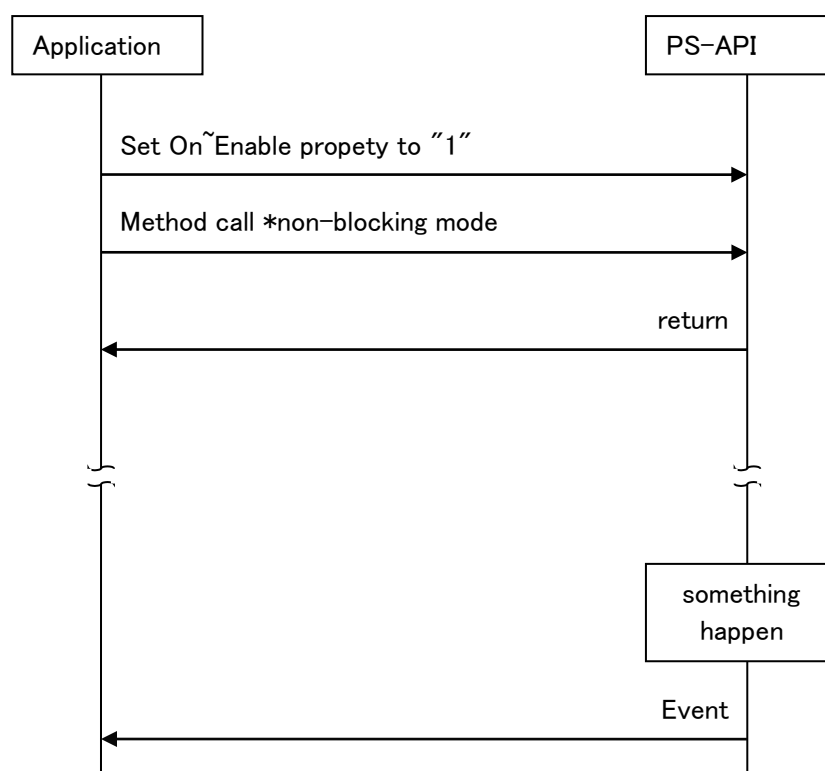 Application
PS-API
Set On~Enable propety to "1"
Method call *non-blocking mode
return
something
happen
Event